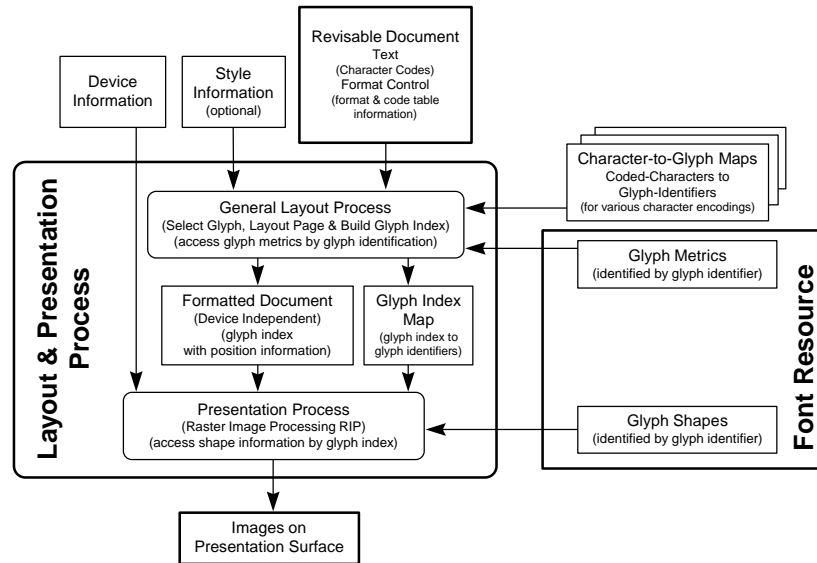 Revisable Document
Text
(Character Codes)
Format Control
(format & code table
information)
Device
Information
Style
Information
(optional)
Character-to-Glyph Maps
Coded-Characters to
Glyph-Identifiers
(for various character encodings)
Layout & Presentation
Process
General Layout Process
(Select Glyph, Layout Page & Build Glyph Index)
(access glyph metrics by glyph identification)
Formatted Document
(Device Independent)
(glyph index
with position information)
Glyph Index
Map
(glyph index to
glyph identifiers)
Presentation Process
(Raster Image Processing RIP)
(access shape information by glyph index)
Glyph Metrics
(identified by glyph identifier)
Glyph Shapes
(identified by glyph identifier)
Font Resource
Images on
Presentation Surface